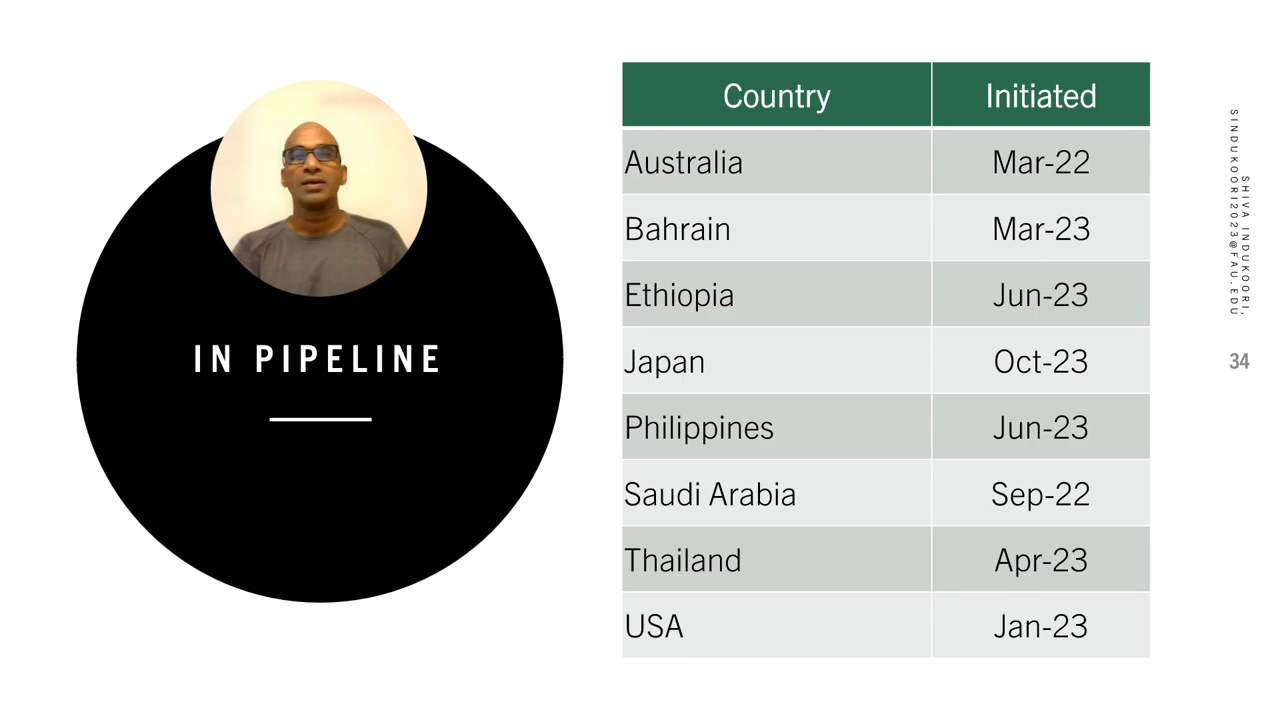 IN PIPELINE
Country Initiated
Australia Mar-22
Bahrain Mar-23
Ethiopia Jun-23
Japan Oct-23
Philippines Jun-23
Saudi Arabia Sep-22
Thailand Apr-23
USA Jan-23
SHIVA INDUKOORI,
SINDUKOORI2023@FAU.EDU
34